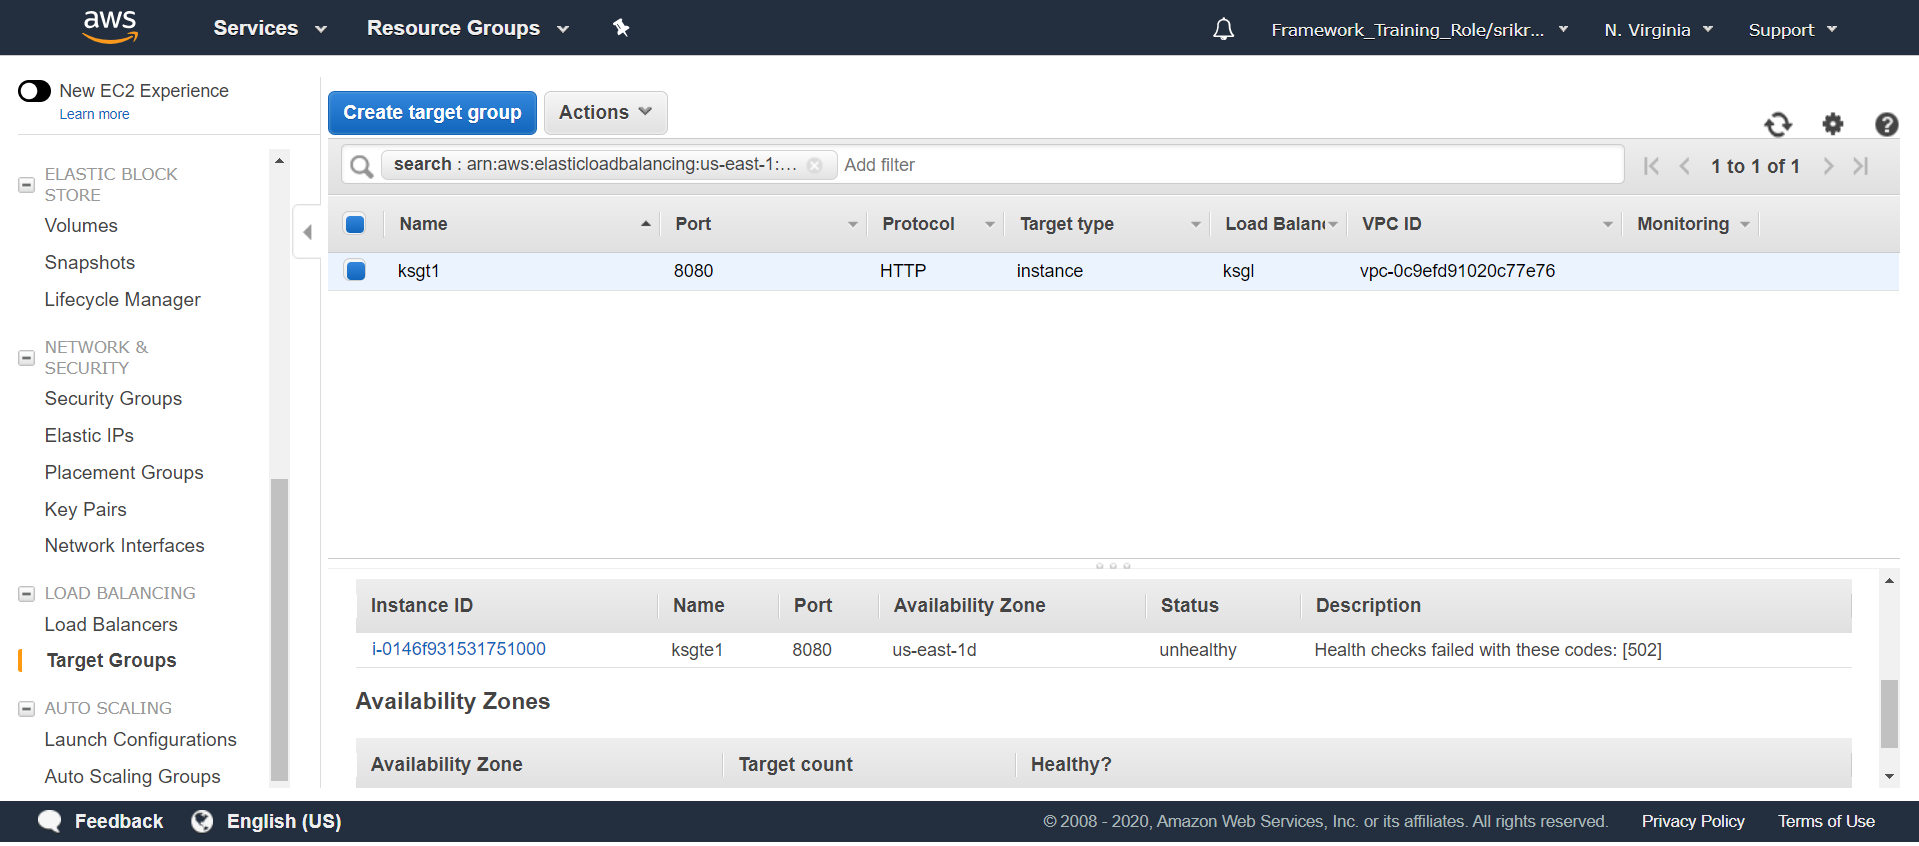 aws
Services
Resource Groups
Framework_Training_Role/srikr...
N. Virginia
Support
New EC2 Experience
Learn more
ELASTIC BLOCK
STORE
Volumes
Snapshots
Lifecycle Manager
NETWORK &
SECURITY
Security Groups
Elastic IPs
Placement Groups
Key Pairs
Network Interfaces
LOAD BALANCING
Load Balancers
Target Groups
AUTO SCALING
Launch Configurations
Auto Scaling Groups
Create target group
Actions
search : arn:aws:elasticloadbalancing:us-east-1:...
Add filter
1 to 1 of 1
Name Port Protocol Target type Load Balanc VPC ID Monitoring
ksgt1 8080 HTTP instance ksgl vpc-0c9efd91020c77e76
Instance ID Name Port Availability Zone Status Description
i-0146f931531751000 ksgte1 8080 us-east-1d unhealthy Health checks failed with these codes: [502]
Availability Zones
Availability Zone Target count Healthy?
Feedback
English (US)
© 2008 - 2020, Amazon Web Services, Inc. or its affiliates. All rights reserved.
Privacy Policy
Terms of Use